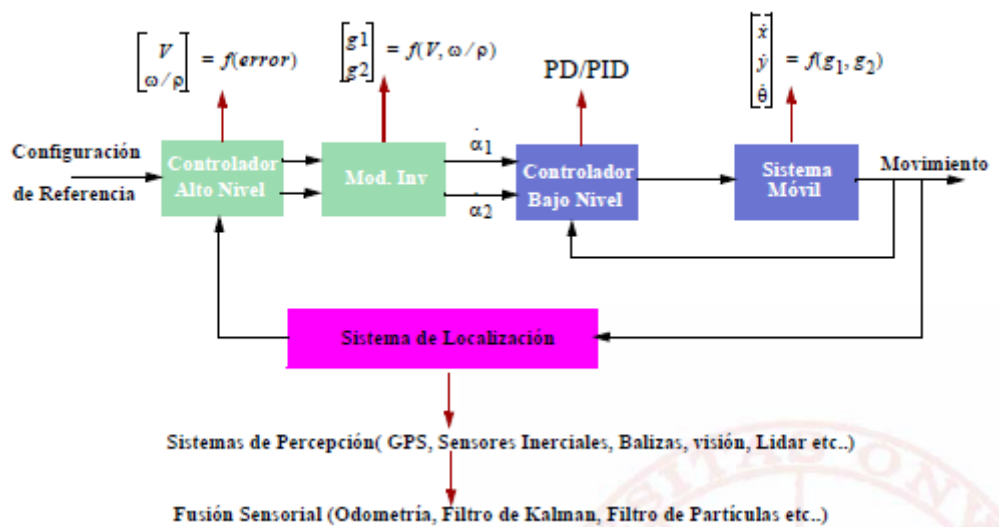 [V ω/ρ] = f(error)
[g1 g2] = f(V, ω/ρ)
PD/PID
[ẋ ẏ θ̇] = f(g₁, g₂)
Configuración
de Referencia
Controlador
Alto Nivel
Mod. Inv
α̇₁
α̇₂
Controlador
Bajo Nivel
Sistema
Móvil
Movimiento
Sistema de Localización
Sistemas de Percepción( GPS, Sensores Inerciales, Balizas, visión, Lidar etc..)
Fusión Sensorial (Odometría, Filtro de Kalman, Filtro de Partículas etc..)
SITAS ONV